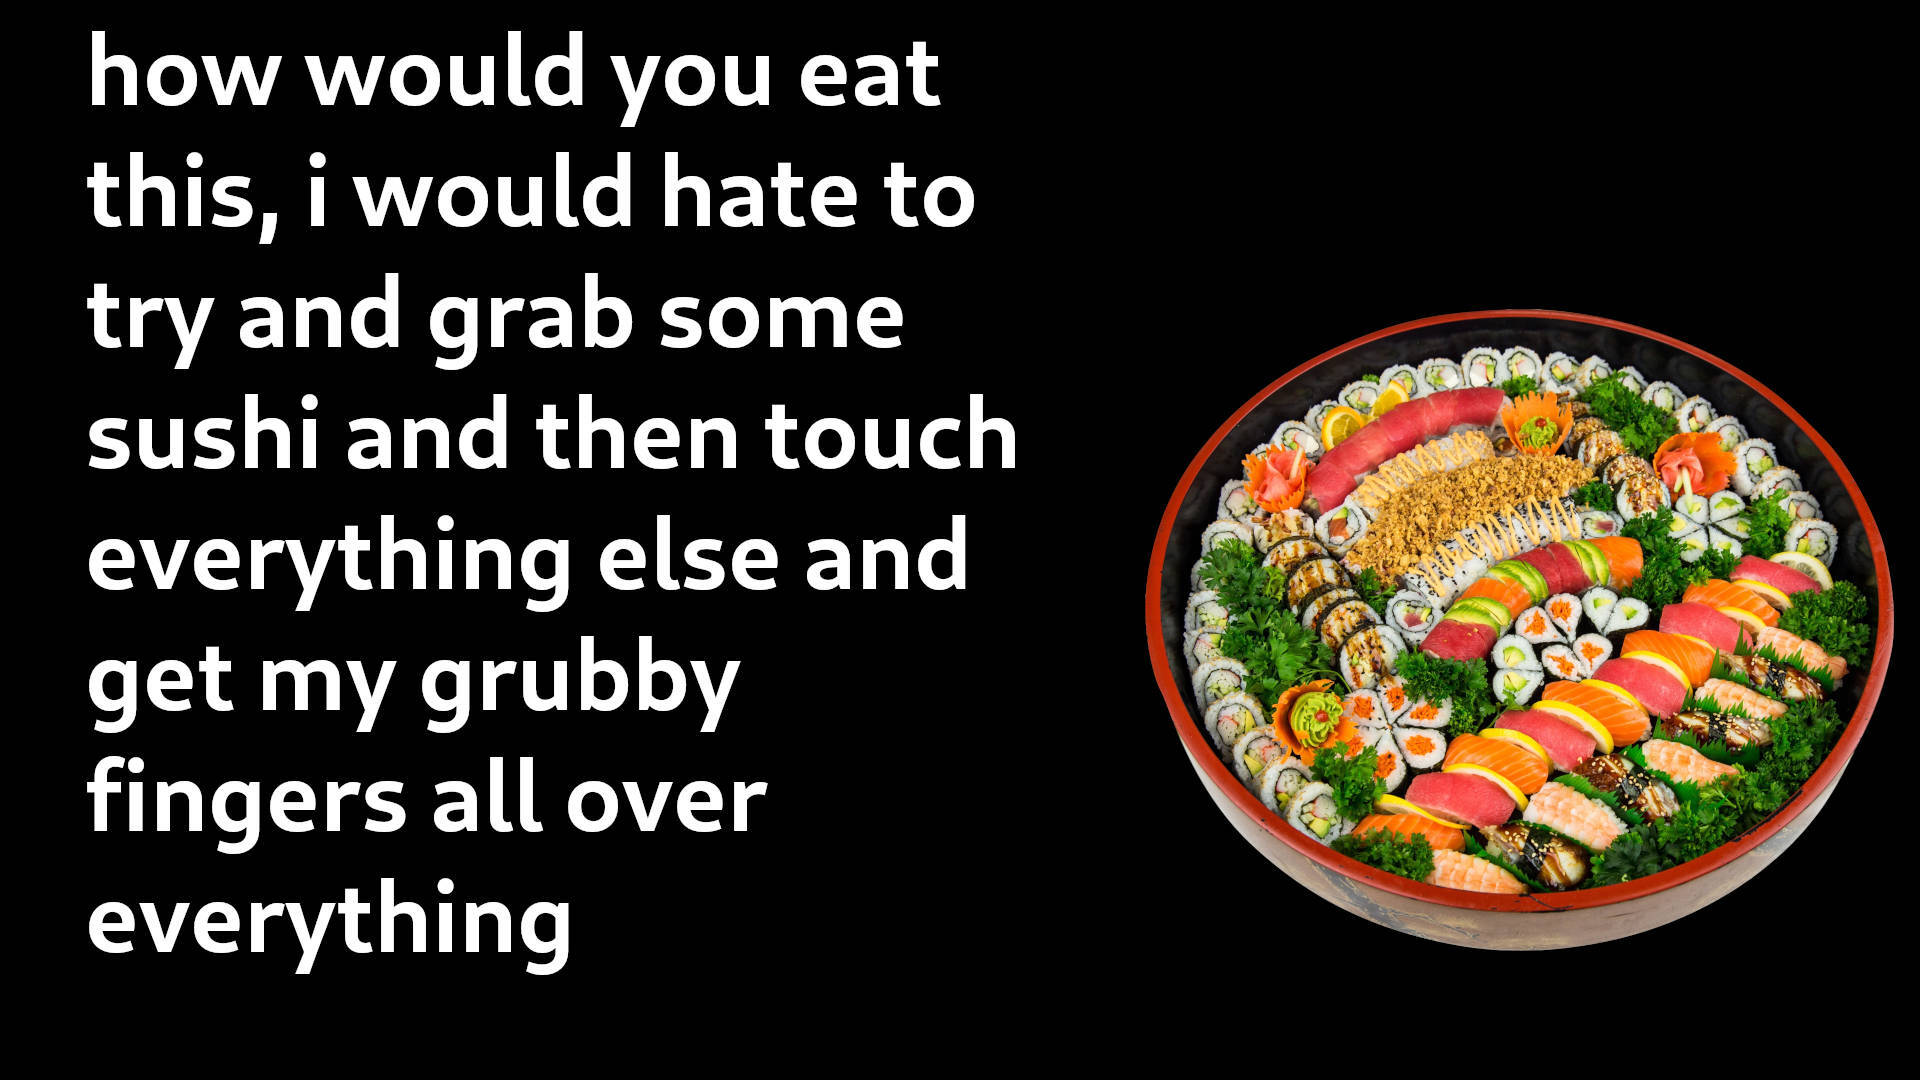 how would you eat
this, i would hate to
try and grab some
sushi and then touch
everything else and
get my grubby
fingers all over
everything